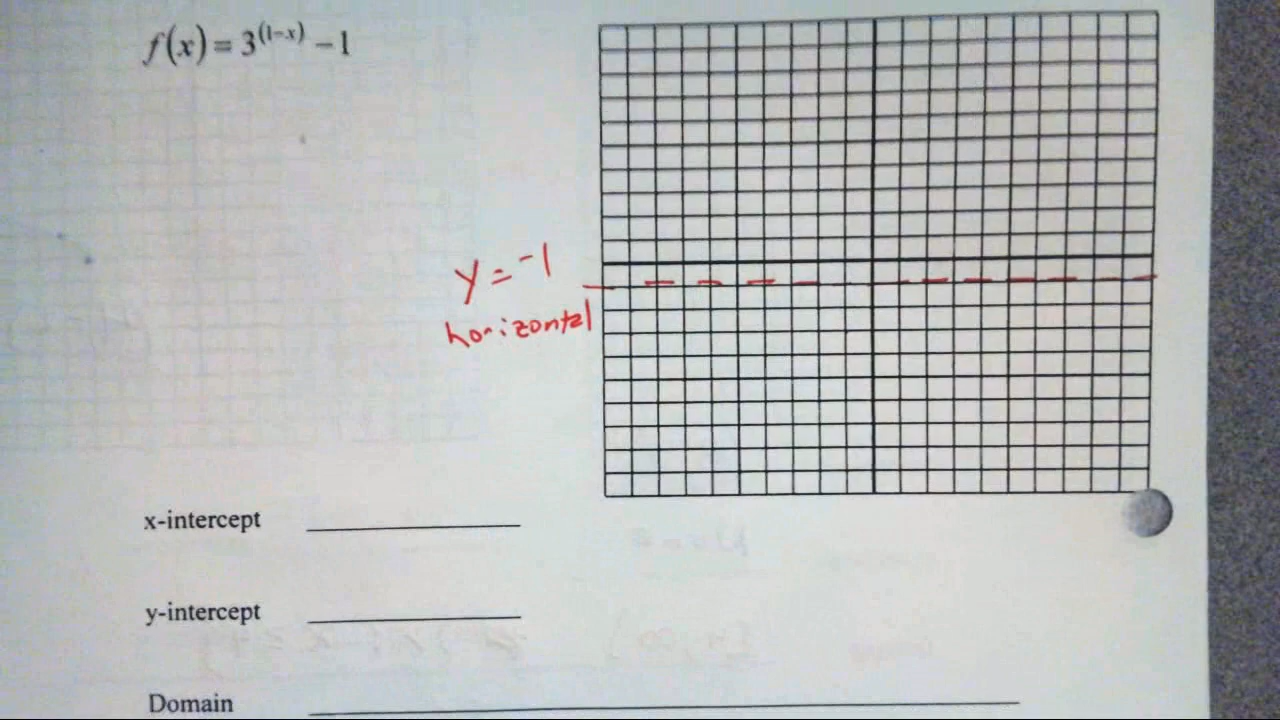 f(x) = 3^(1-x) - 1
y = -1
horizontal
x-intercept
y-intercept
Domain